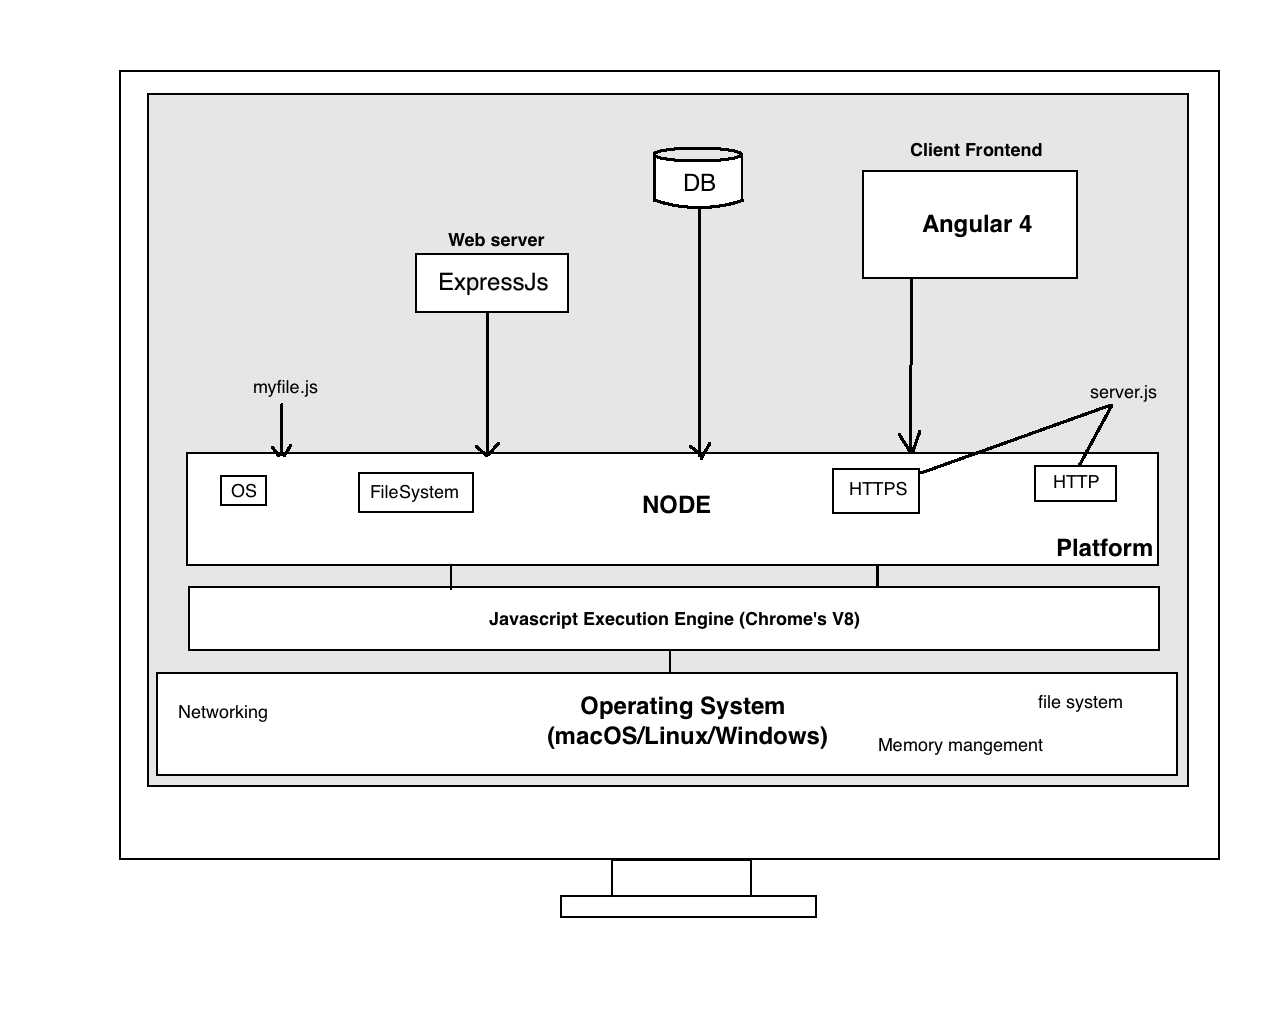 Client Frontend
DB
Angular 4
Web server
ExpressJs
myfile.js
server.js
OS
FileSystem
NODE
HTTPS
HTTP
Platform
Javascript Execution Engine (Chrome's V8)
Networking
Operating System
(macOS/Linux/Windows)
file system
Memory mangement